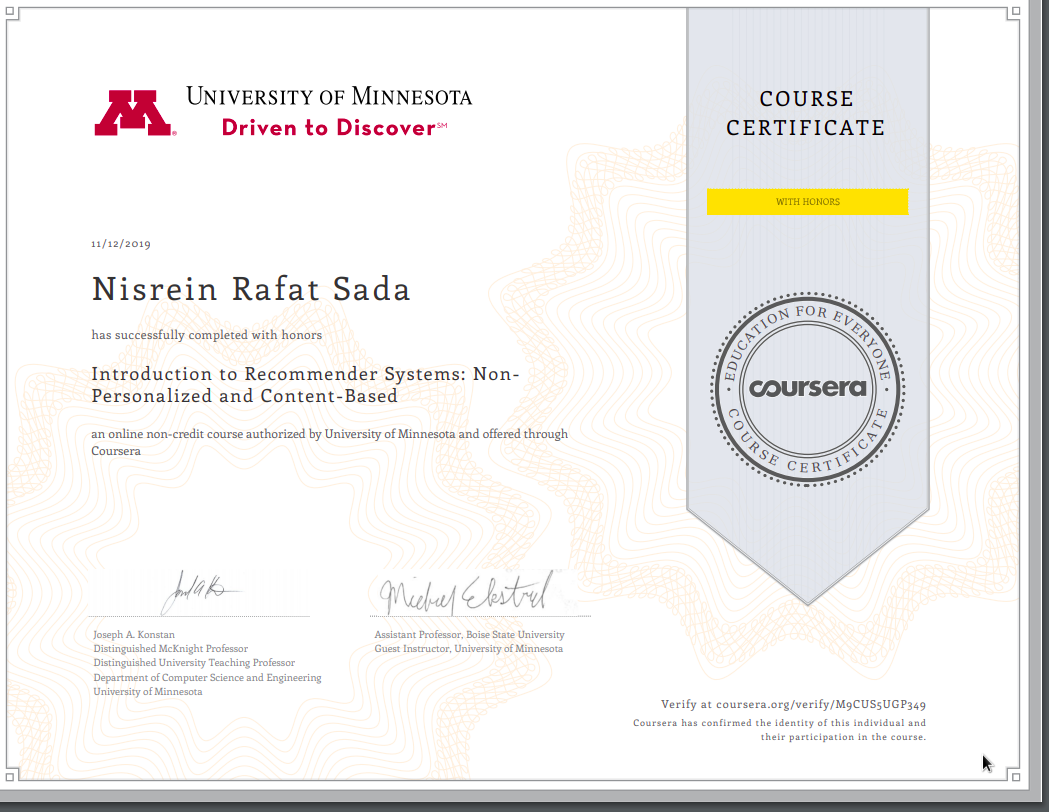 UNIVERSITY OF MINNESOTA
Driven to Discover℠
COURSE
CERTIFICATE
WITH HONORS
11/12/2019
Nisrein Rafat Sada
has successfully completed with honors
Introduction to Recommender Systems: Non-
Personalized and Content-Based
an online non-credit course authorized by University of Minnesota and offered through
Coursera
EDUCATION FOR EVERYONE
coursera
COURSE CERTIFICATE
Michael Ekstrand
Joseph A. Konstan
Distinguished McKnight Professor
Distinguished University Teaching Professor
Department of Computer Science and Engineering
University of Minnesota
Assistant Professor, Boise State University
Guest Instructor, University of Minnesota
Verify at coursera.org/verify/M9CUS5UGP349
Coursera has confirmed the identity of this individual and
their participation in the course.